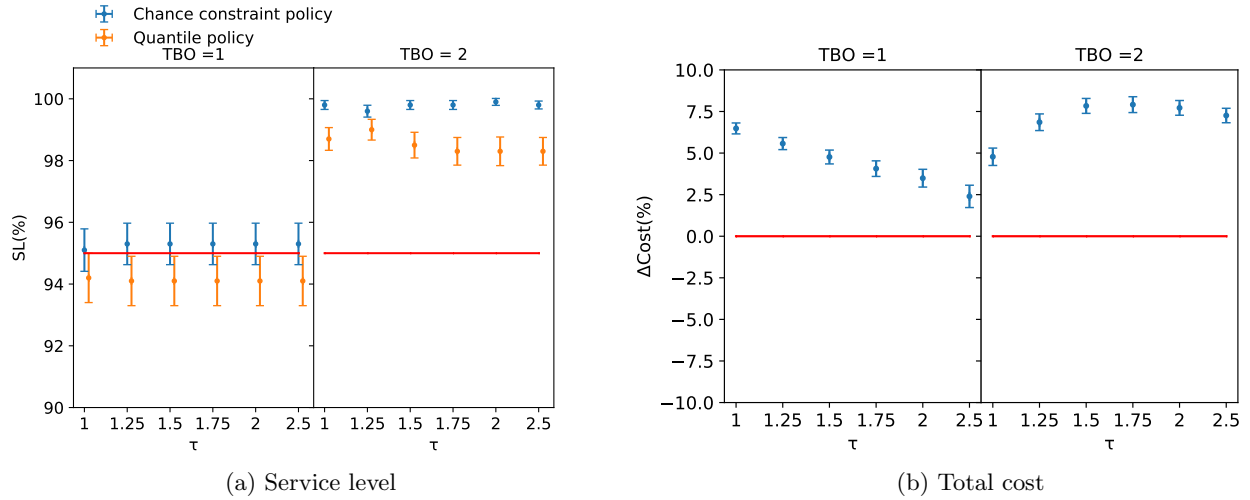 Chance constraint policy
Quantile policy
TBO =1
TBO = 2
100
98
96
94
92
90
SL(%)
1 1.25 1.5 1.75 2 2.5
1 1.25 1.5 1.75 2 2.5
τ
τ
(a) Service level
TBO =1
TBO =2
10.0
7.5
5.0
2.5
0.0
−2.5
−5.0
−7.5
−10.0
ΔCost(%)
1 1.25 1.5 1.75 2 2.5
1 1.25 1.5 1.75 2 2.5
τ
τ
(b) Total cost